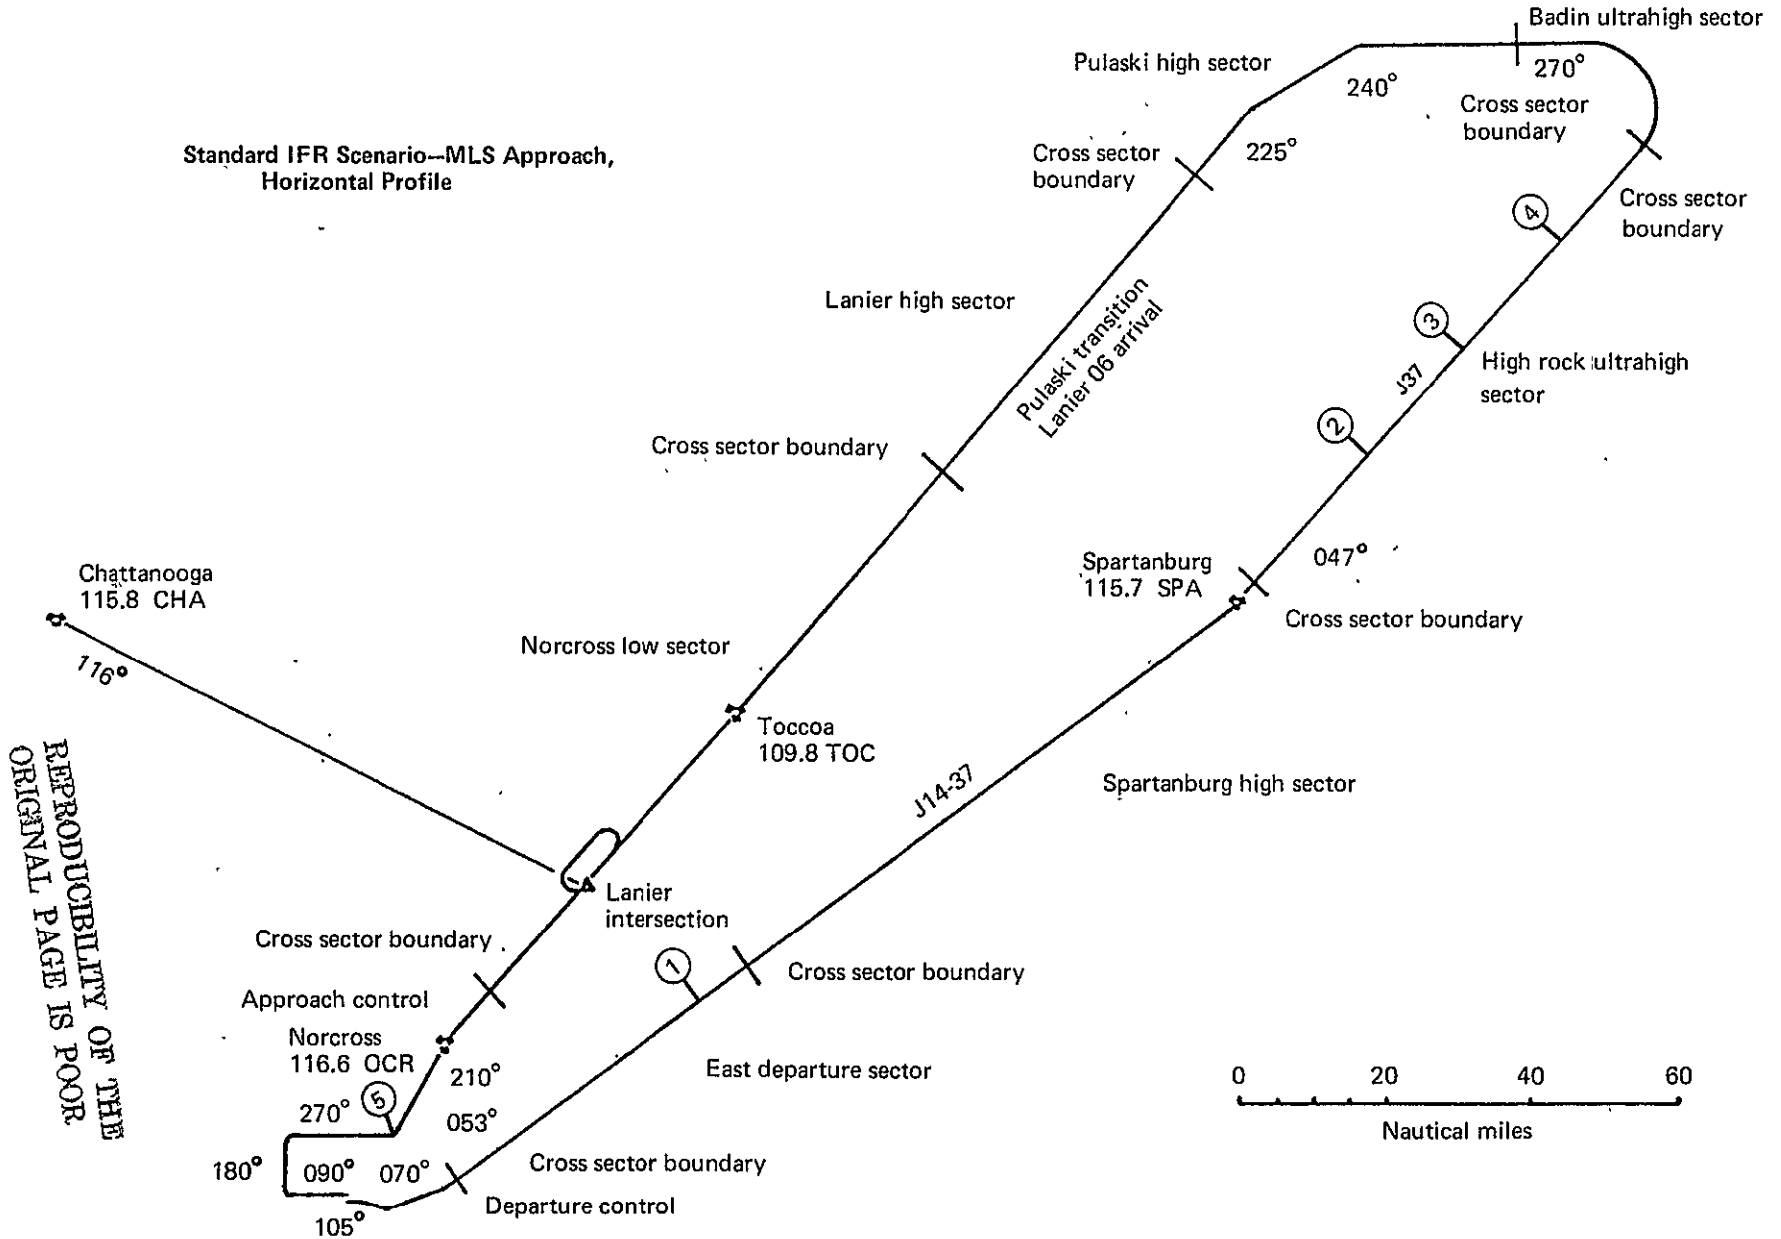 Badin ultrahigh sector
Pulaski high sector
270°
240°
Cross sector
boundary
Standard IFR Scenario—MLS Approach,
Horizontal Profile
Cross sector
boundary
225°
Cross sector
boundary
4
Lanier high sector
Pulaski transition
Lanier 06 arrival
3
High rock ultrahigh
sector
J37
2
Cross sector boundary
Spartanburg
115.7 SPA
047°
Cross sector boundary
Chattanooga
115.8 CHA
116°
Norcross low sector
Toccoa
109.8 TOC
J14-37
Spartanburg high sector
REPRODUCIBILITY OF THE
ORIGINAL PAGE IS POOR
Lanier
intersection
Cross sector boundary
1
Cross sector boundary
Approach control
Norcross
116.6 OCR
210°
East departure sector
5
270°
053°
180°
090°
070°
Cross sector boundary
Departure control
105°
0 20 40 60
Nautical miles